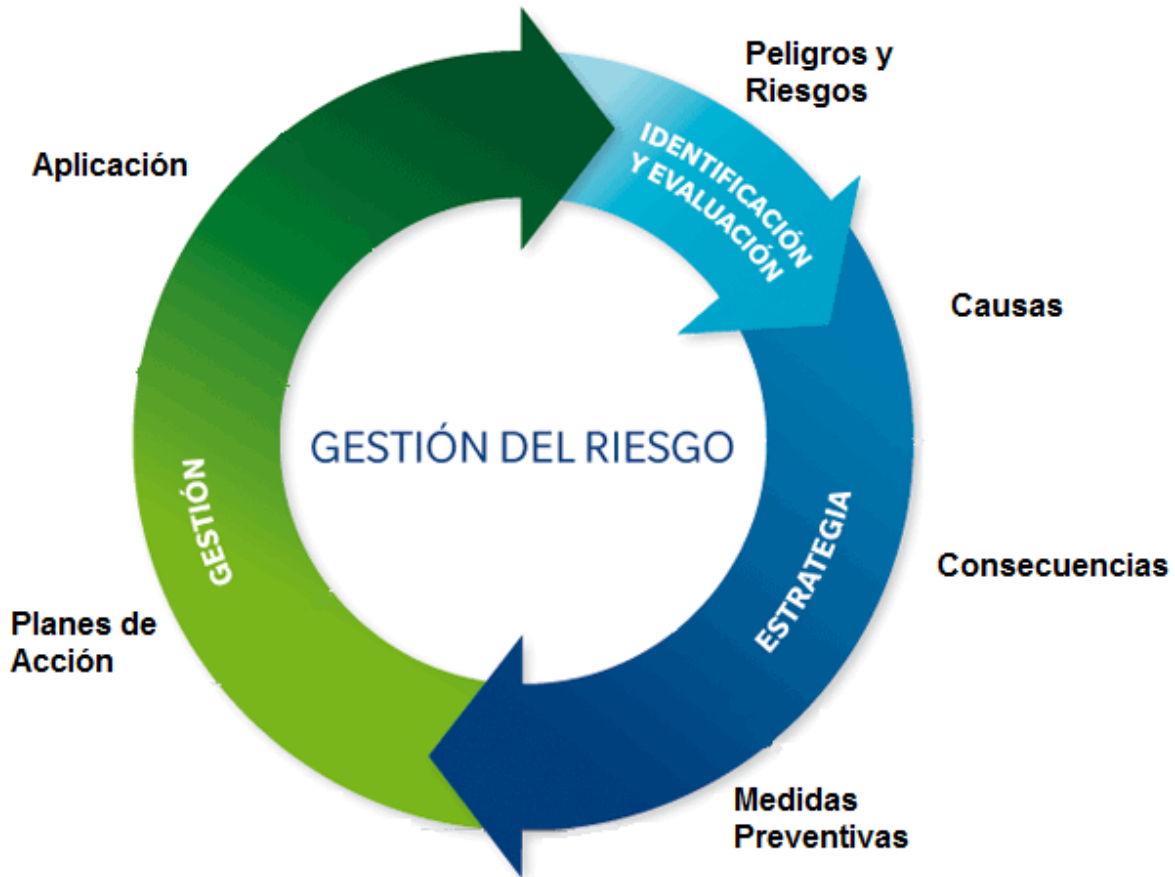 Peligros y
Riesgos
IDENTIFICACIÓN
Y EVALUACIÓN
Aplicación
Causas
GESTIÓN DEL RIESGO
GESTIÓN
ESTRATEGIA
Consecuencias
Planes de
Acción
Medidas
Preventivas